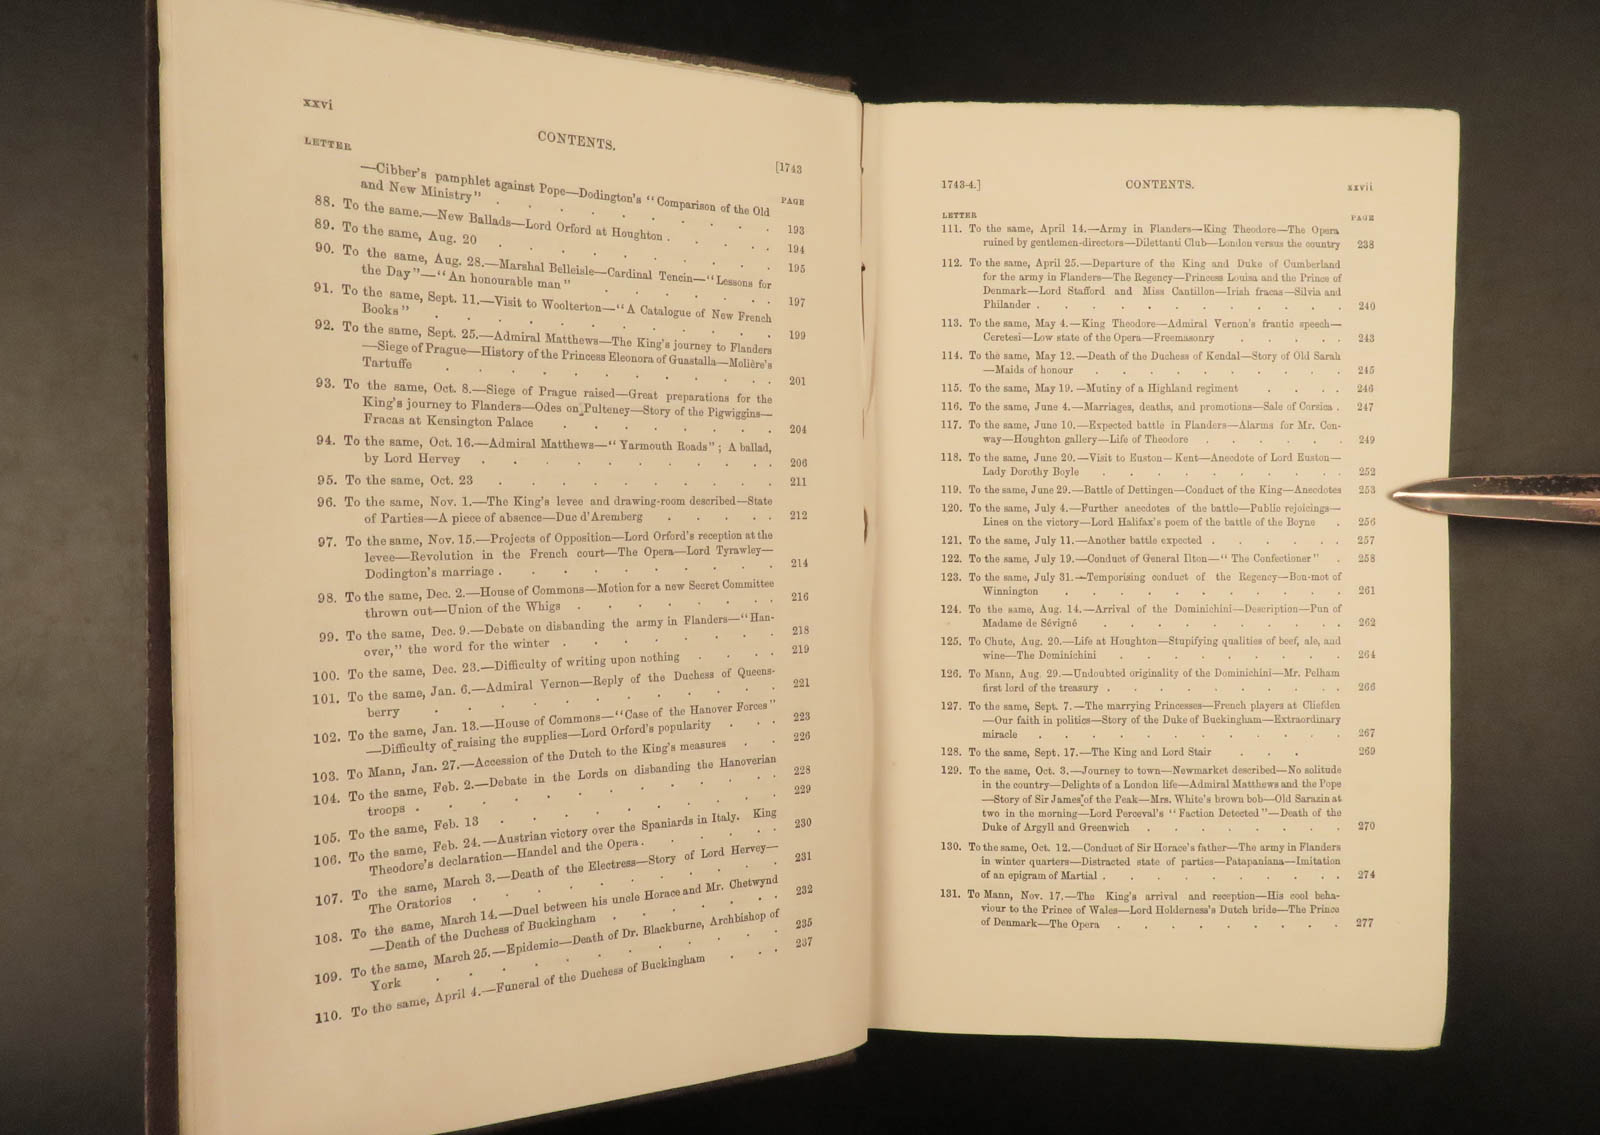 xxvi
CONTENTS.
[1743
LETTER
PAGE
—Cibber's pamphlet against Pope—Dodington's "Comparison of the Old
and New Ministry" . . . . . . . . 193
88. To the same.—New Ballads—Lord Orford at Houghton . . . . . 194
89. To the same, Aug. 20 . . . . . . . . 195
90. To the same, Aug. 28.—Marshal Belleisle—Cardinal Tencin—"Lessons for
the Day"—"An honourable man" . . . . . . . 197
91. To the same, Sept. 11.—Visit to Woolterton—"A Catalogue of New French
Books" . . . . . . . . . . 199
92. To the same, Sept. 25.—Admiral Matthews—The King's journey to Flanders
—Siege of Prague—History of the Princess Eleonora of Guastalla—Molière's
Tartuffe . . . . . . . . . . 201
93. To the same, Oct. 8.—Siege of Prague raised—Great preparations for the
King's journey to Flanders—Odes on Pulteney—Story of the Pigwiggins—
Fracas at Kensington Palace . . . . . . . 204
94. To the same, Oct. 16.—Admiral Matthews—"Yarmouth Roads"; A ballad,
by Lord Hervey . . . . . . . . . 206
95. To the same, Oct. 23 . . . . . . . . . 211
96. To the same, Nov. 1.—The King's levee and drawing-room described—State
of Parties—A piece of absence—Duc d'Aremberg . . . . . 212
97. To the same, Nov. 15.—Projects of Opposition—Lord Orford's reception at the
levee—Revolution in the French court—The Opera—Lord Tyrawley—
Dodington's marriage . . . . . . . . . 214
98. To the same, Dec. 2.—House of Commons—Motion for a new Secret Committee
thrown out—Union of the Whigs . . . . . . . 216
99. To the same, Dec. 9.—Debate on disbanding the army in Flanders—"Han-
over," the word for the winter . . . . . . . 218
100. To the same, Dec. 23.—Difficulty of writing upon nothing . . . . 219
101. To the same, Jan. 6.—Admiral Vernon—Reply of the Duchess of Queens-
berry . . . . . . . . . 221
102. To the same, Jan. 13.—House of Commons—"Case of the Hanover Forces"
—Difficulty of raising the supplies—Lord Orford's popularity . . . 223
103. To Mann, Jan. 27.—Accession of the Dutch to the King's measures . . 226
104. To the same, Feb. 2.—Debate in the Lords on disbanding the Hanoverian
troops . . . . . . . . . 228
105. To the same, Feb. 13 . . . . . . . . 229
106. To the same, Feb. 24.—Austrian victory over the Spaniards in Italy. King
Theodore's declaration—Handel and the Opera . . . . . 230
107. To the same, March 3.—Death of the Electress—Story of Lord Hervey—
The Oratorios . . . . . . . . . 231
108. To the same, March 14.—Duel between his uncle Horace and Mr. Chetwynd
—Death of the Duchess of Buckingham . . . . . . 232
109. To the same, March 25.—Epidemic—Death of Dr. Blackburne, Archbishop of
York . . . . . . . . . 235
110. To the same, April 4.—Funeral of the Duchess of Buckingham . . . 237
1743-4.]
CONTENTS.
xxvii
LETTER
PAGE
111. To the same, April 14.—Army in Flanders—King Theodore—The Opera
ruined by gentlemen-directors—Dilettanti Club—London versus the country 238
112. To the same, April 25.—Departure of the King and Duke of Cumberland
for the army in Flanders—The Regency—Princess Louisa and the Prince of
Denmark—Lord Stafford and Miss Cantillon—Irish fracas—Silvia and
Philander . . . . . . . . . . 240
113. To the same, May 4.—King Theodore—Admiral Vernon's frantic speech—
Ceretesi—Low state of the Opera—Freemasonry . . . . . 243
114. To the same, May 12.—Death of the Duchess of Kendal—Story of Old Sarah
—Maids of honour . . . . . . . . . 245
115. To the same, May 19.—Mutiny of a Highland regiment . . . . 246
116. To the same, June 4.—Marriages, deaths, and promotions—Sale of Corsica . 247
117. To the same, June 10.—Expected battle in Flanders—Alarms for Mr. Con-
way—Houghton gallery—Life of Theodore . . . . . . 249
118. To the same, June 20.—Visit to Euston—Kent—Anecdote of Lord Euston—
Lady Dorothy Boyle . . . . . . . . . 252
119. To the same, June 29.—Battle of Dettingen—Conduct of the King—Anecdotes 253
120. To the same, July 4.—Further anecdotes of the battle—Public rejoicings—
Lines on the victory—Lord Halifax's poem of the battle of the Boyne . 256
121. To the same, July 11.—Another battle expected . . . . . . 257
122. To the same, July 19.—Conduct of General Ilton—"The Confectioner" . 258
123. To the same, July 31.—Temporising conduct of the Regency—Bon-mot of
Winnington . . . . . . . . . . 261
124. To the same, Aug. 14.—Arrival of the Dominichini—Description—Pun of
Madame de Sévigné . . . . . . . . . 262
125. To Chute, Aug. 20.—Life at Houghton—Stupifying qualities of beef, ale, and
wine—The Dominichini . . . . . . . . 264
126. To Mann, Aug. 29.—Undoubted originality of the Dominichini—Mr. Pelham
first lord of the treasury . . . . . . . . . 266
127. To the same, Sept. 7.—The marrying Princesses—French players at Cliefden
—Our faith in politics—Story of the Duke of Buckingham—Extraordinary
miracle . . . . . . . . . . . 267
128. To the same, Sept. 17.—The King and Lord Stair . . . 269
129. To the same, Oct. 3.—Journey to town—Newmarket described—No solitude
in the country—Delights of a London life—Admiral Matthews and the Pope
—Story of Sir James of the Peak—Mrs. White's brown bob—Old Sarazin at
two in the morning—Lord Perceval's "Faction Detected"—Death of the
Duke of Argyll and Greenwich . . . . . . . . 270
130. To the same, Oct. 12.—Conduct of Sir Horace's father—The army in Flanders
in winter quarters—Distracted state of parties—Patapaniana—Imitation
of an epigram of Martial . . . . . . . . . 274
131. To Mann, Nov. 17.—The King's arrival and reception—His cool beha-
viour to the Prince of Wales—Lord Holderness's Dutch bride—The Prince
of Denmark—The Opera . . . . . . . . . 277